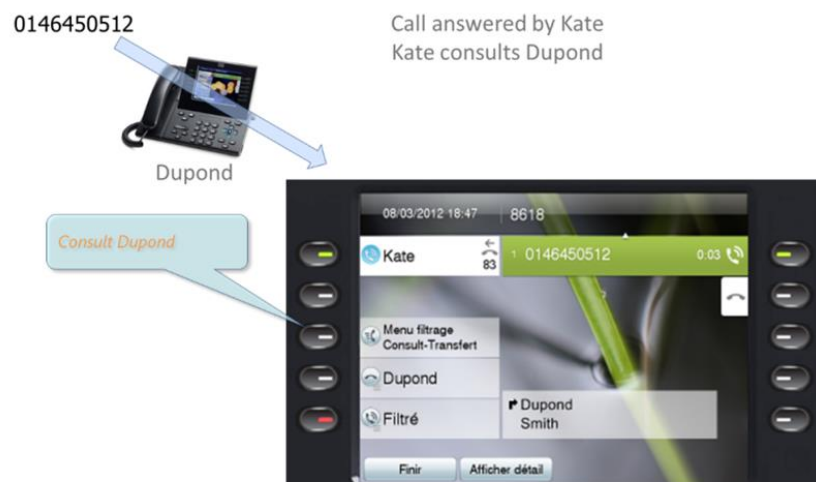 0146450512
Call answered by Kate
Kate consults Dupond
Dupond
Consult Dupond
08/03/2012 18:47
8618
Kate
83
1 0146450512
0:03
Menu filtrage
Consult-Transfert
Dupond
Filtré
Dupond
Smith
Finir
Afficher détail